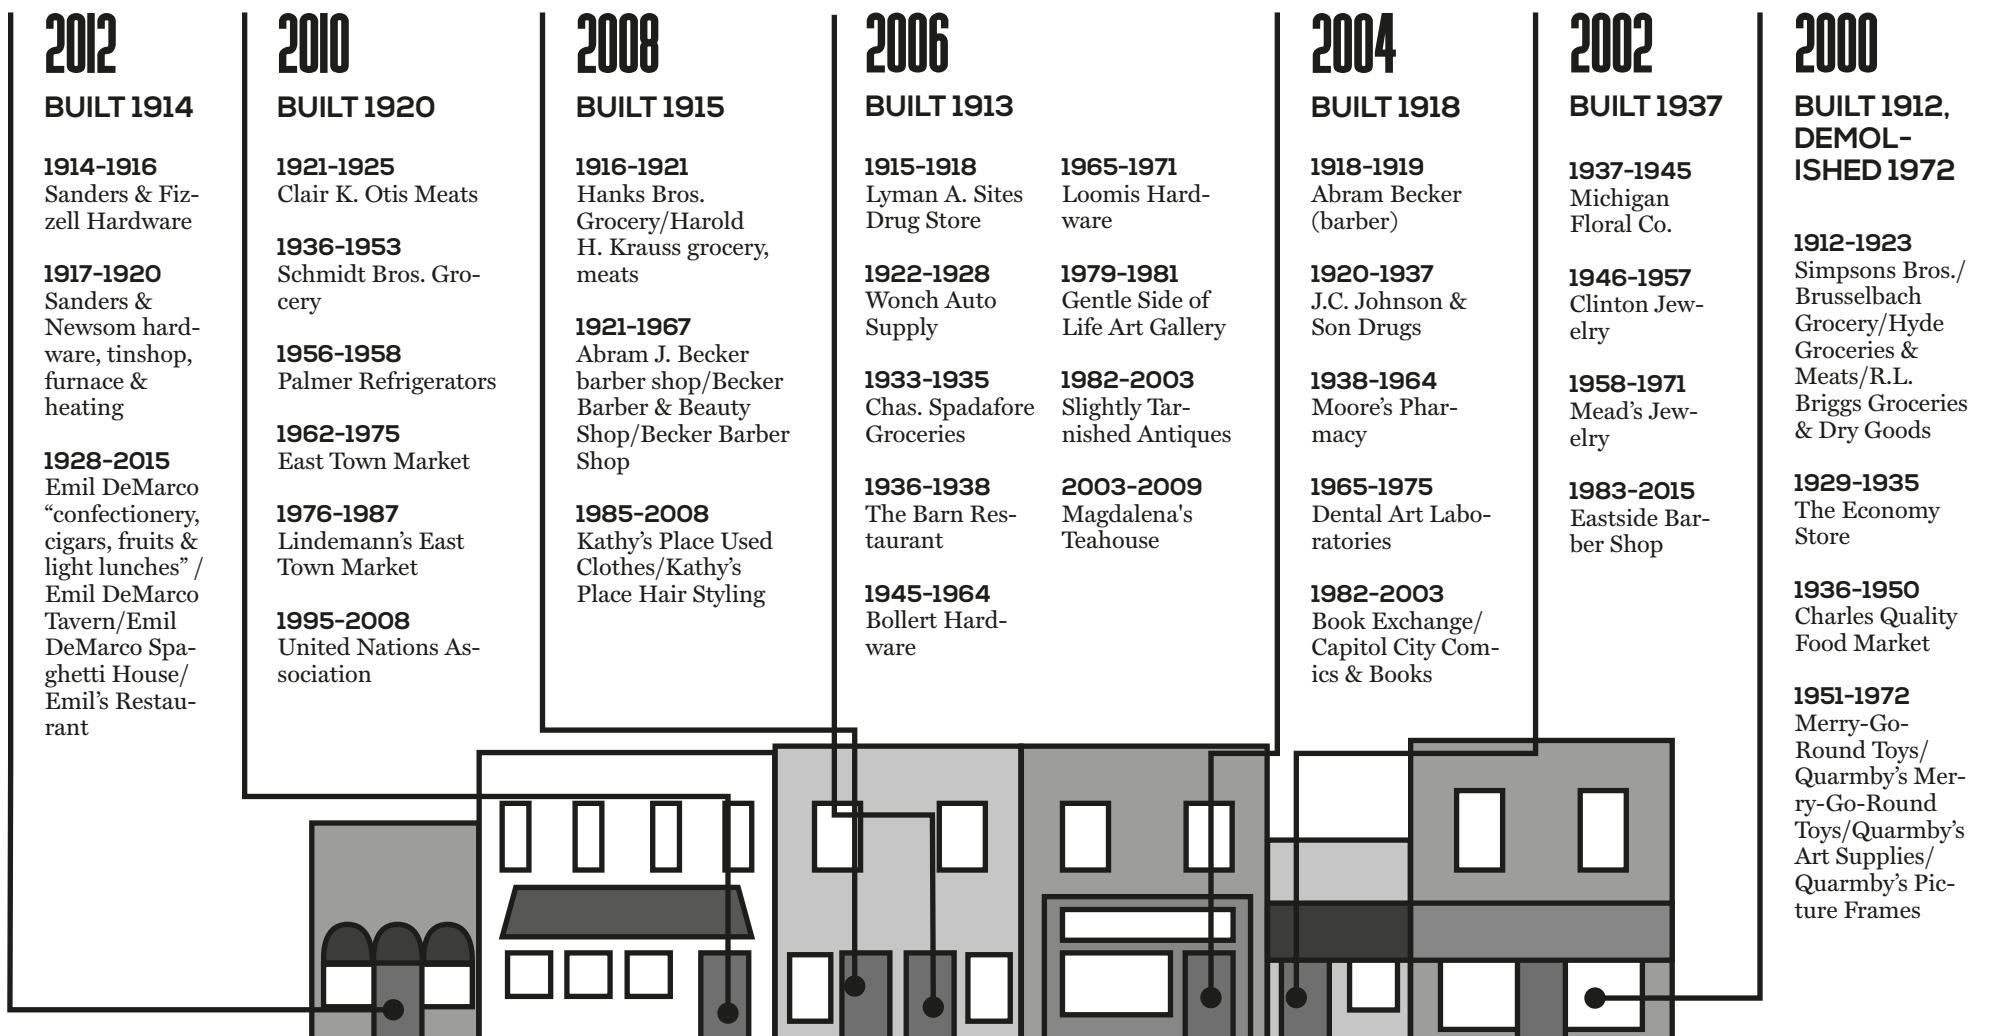 2012
BUILT 1914
1914-1916
Sanders & Fiz-
zell Hardware
1917-1920
Sanders &
Newsom hard-
ware, tinshop,
furnace &
heating
1928-2015
Emil DeMarco
“confectionery,
cigars, fruits &
light lunches” /
Emil DeMarco
Tavern/Emil
DeMarco Spa-
ghetti House/
Emil’s Restau-
rant
2010
BUILT 1920
1921-1925
Clair K. Otis Meats
1936-1953
Schmidt Bros. Gro-
cery
1956-1958
Palmer Refrigerators
1962-1975
East Town Market
1976-1987
Lindemann’s East
Town Market
1995-2008
United Nations As-
sociation
2008
BUILT 1915
1916-1921
Hanks Bros.
Grocery/Harold
H. Krauss grocery,
meats
1921-1967
Abram J. Becker
barber shop/Becker
Barber & Beauty
Shop/Becker Barber
Shop
1985-2008
Kathy’s Place Used
Clothes/Kathy’s
Place Hair Styling
2006
BUILT 1913
1915-1918
Lyman A. Sites
Drug Store
1922-1928
Wonch Auto
Supply
1933-1935
Chas. Spadafore
Groceries
1936-1938
The Barn Res-
taurant
1945-1964
Bollert Hard-
ware
1965-1971
Loomis Hard-
ware
1979-1981
Gentle Side of
Life Art Gallery
1982-2003
Slightly Tar-
nished Antiques
2003-2009
Magdalena's
Teahouse
2004
BUILT 1918
1918-1919
Abram Becker
(barber)
1920-1937
J.C. Johnson &
Son Drugs
1938-1964
Moore’s Phar-
macy
1965-1975
Dental Art Labo-
ratories
1982-2003
Book Exchange/
Capitol City Com-
ics & Books
2002
BUILT 1937
1937-1945
Michigan
Floral Co.
1946-1957
Clinton Jew-
elry
1958-1971
Mead’s Jew-
elry
1983-2015
Eastside Bar-
ber Shop
2000
BUILT 1912,
DEMOL-
ISHED 1972
1912-1923
Simpsons Bros./
Brusselbach
Grocery/Hyde
Groceries &
Meats/R.L.
Briggs Groceries
& Dry Goods
1929-1935
The Economy
Store
1936-1950
Charles Quality
Food Market
1951-1972
Merry-Go-
Round Toys/
Quarmby’s Mer-
ry-Go-Round
Toys/Quarmby’s
Art Supplies/
Quarmby’s Pic-
ture Frames